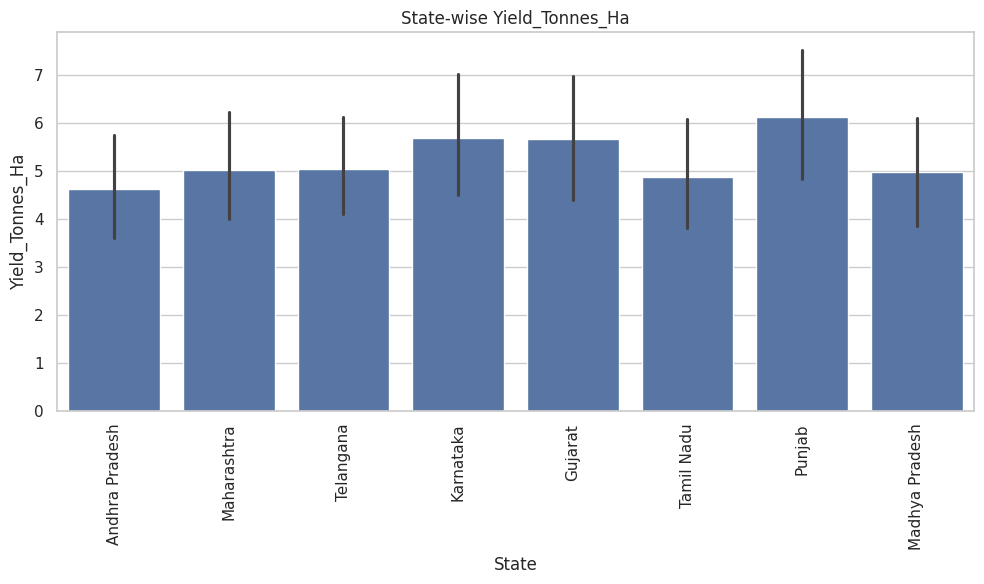 State-wise Yield_Tonnes_Ha
Yield_Tonnes_Ha
7
6
5
4
3
2
1
0
Andhra Pradesh
Maharashtra
Telangana
Karnataka
Gujarat
Tamil Nadu
Punjab
Madhya Pradesh
State